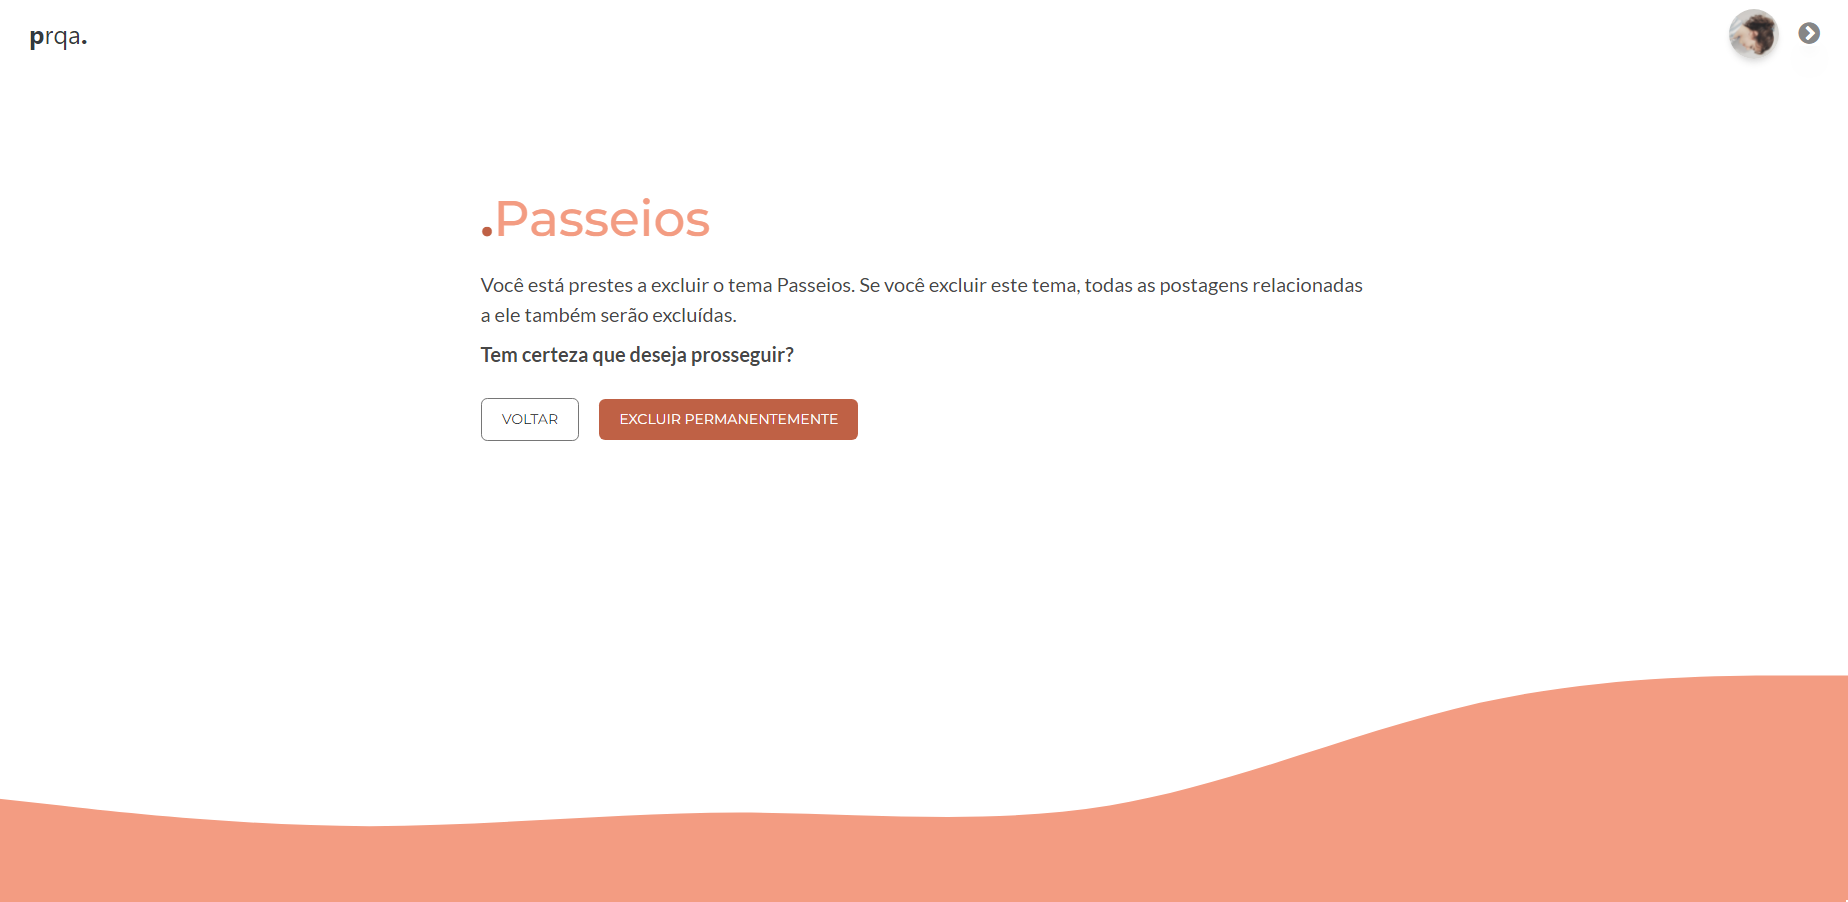 prqa.
.Passeios
Você está prestes a excluir o tema Passeios. Se você excluir este tema, todas as postagens relacionadas
a ele também serão excluídas.
Tem certeza que deseja prosseguir?
VOLTAR
EXCLUIR PERMANENTEMENTE